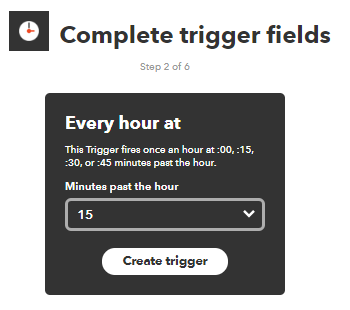 Complete trigger fields
Step 2 of 6
Every hour at
This Trigger fires once an hour at :00, :15,
:30, or :45 minutes past the hour.
Minutes past the hour
15
Create trigger